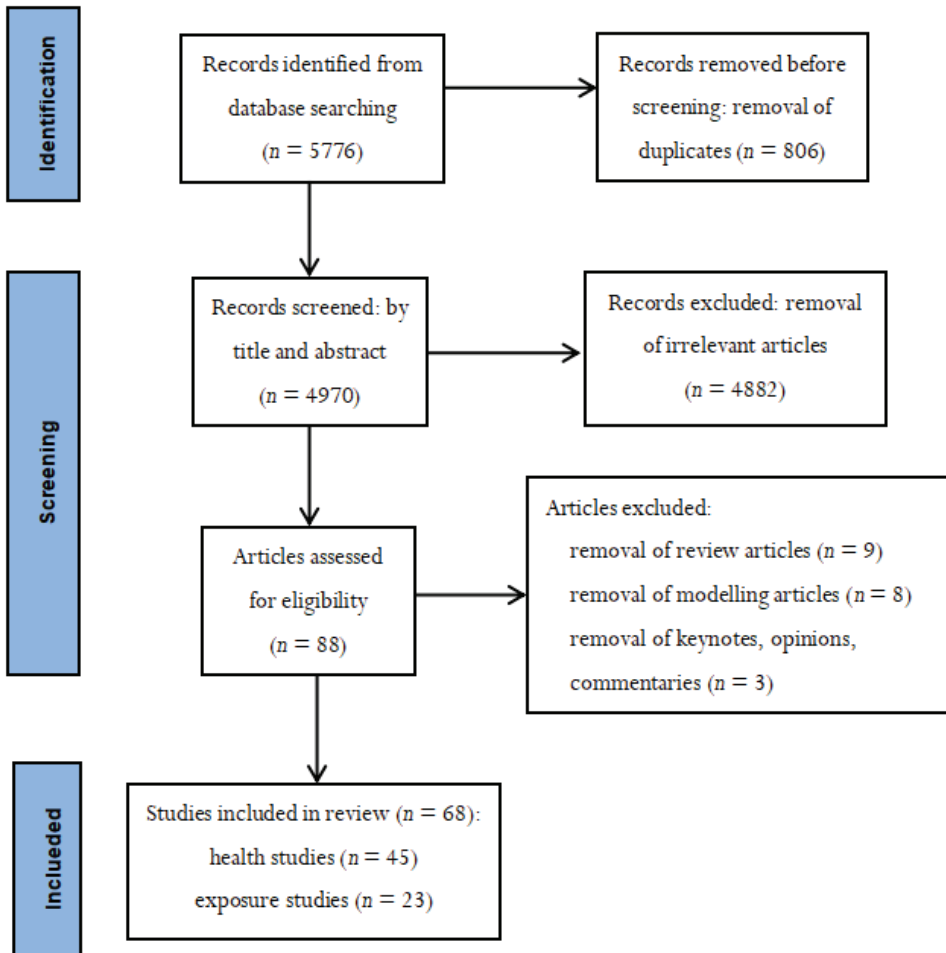 Identification
Records identified from
database searching
(n = 5776)
Records removed before
screening: removal of
duplicates (n = 806)
Screening
Records screened: by
title and abstract
(n = 4970)
Records excluded: removal
of irrelevant articles
(n = 4882)
Articles assessed
for eligibility
(n = 88)
Articles excluded:
removal of review articles (n = 9)
removal of modelling articles (n = 8)
removal of keynotes, opinions,
commentaries (n = 3)
Inclueded
Studies included in review (n = 68):
health studies (n = 45)
exposure studies (n = 23)